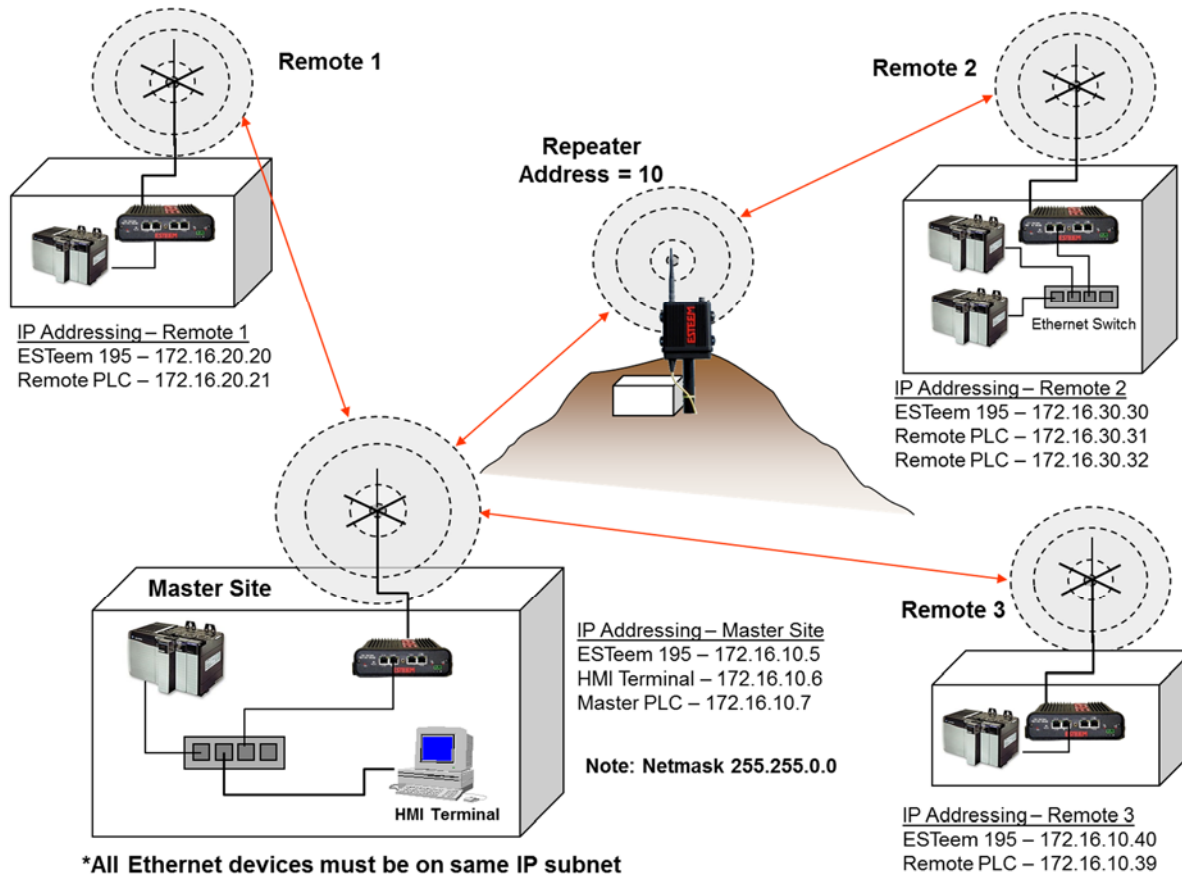 Remote 1
Remote 2
Repeater
Address = 10
ESTEEM
ESTEEM
ESTEEM
Ethernet Switch
IP Addressing – Remote 1
ESTeem 195 – 172.16.20.20
Remote PLC – 172.16.20.21
IP Addressing – Remote 2
ESTeem 195 – 172.16.30.30
Remote PLC – 172.16.30.31
Remote PLC – 172.16.30.32
Master Site
ESTEEM
HMI Terminal
IP Addressing – Master Site
ESTeem 195 – 172.16.10.5
HMI Terminal – 172.16.10.6
Master PLC – 172.16.10.7
Note: Netmask 255.255.0.0
Remote 3
ESTEEM
IP Addressing – Remote 3
ESTeem 195 – 172.16.10.40
Remote PLC – 172.16.10.39
*All Ethernet devices must be on same IP subnet